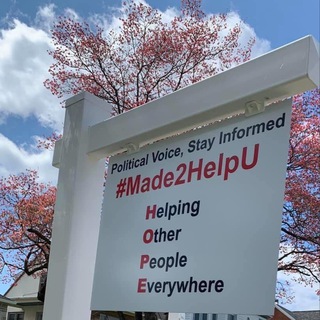 Political Voice, Stay Informed
#Made2HelpU
Helping
Other
People
Everywhere